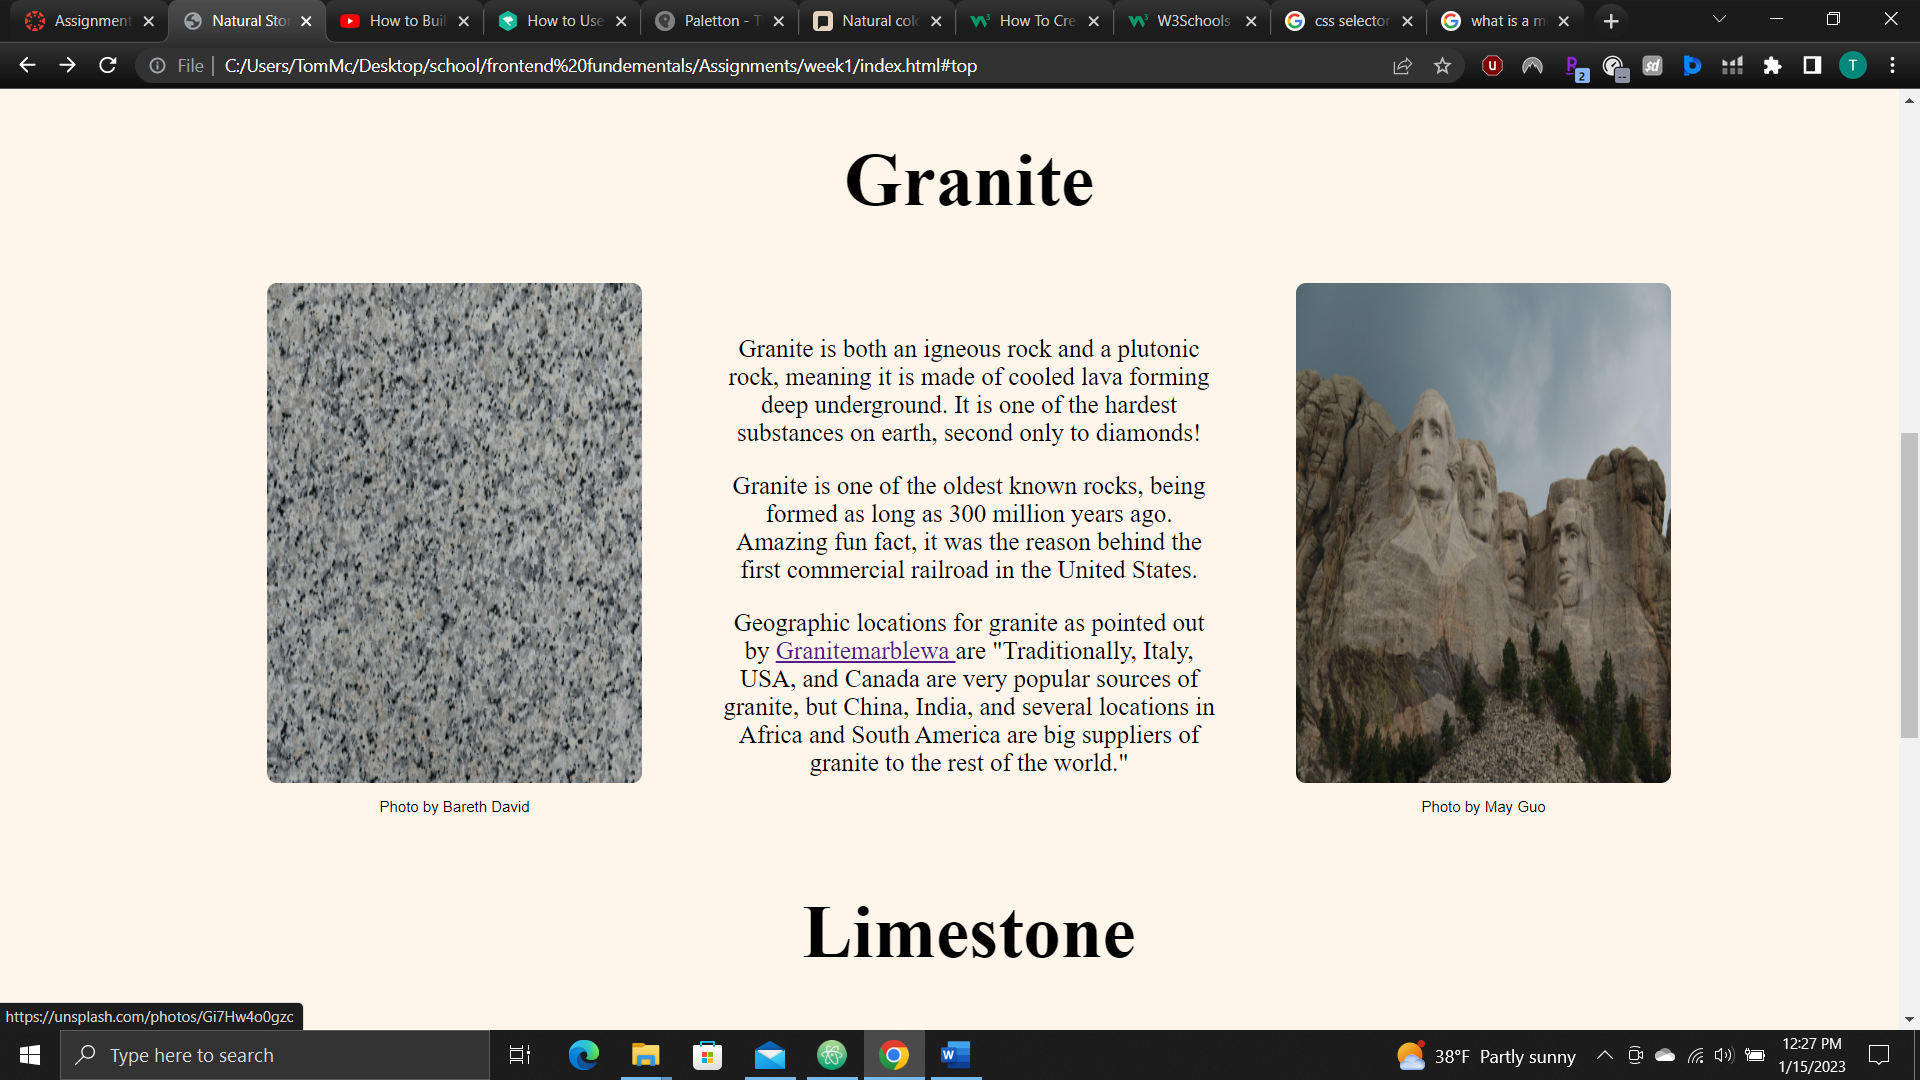 Assignment
Natural Sto
How to Buil
How to Use
Paletton - T
Natural col
How To Cre
W3Schools
css selector
what is a m
File
C:/Users/TomMc/Desktop/school/frontend%20fundementals/Assignments/week1/index.html#top
U
2
--
sd
T
Granite
Granite is both an igneous rock and a plutonic
rock, meaning it is made of cooled lava forming
deep underground. It is one of the hardest
substances on earth, second only to diamonds!
Granite is one of the oldest known rocks, being
formed as long as 300 million years ago.
Amazing fun fact, it was the reason behind the
first commercial railroad in the United States.
Geographic locations for granite as pointed out
by Granitemarblewa are "Traditionally, Italy,
USA, and Canada are very popular sources of
granite, but China, India, and several locations in
Africa and South America are big suppliers of
granite to the rest of the world."
Photo by Bareth David
Photo by May Guo
Limestone
https://unsplash.com/photos/Gi7Hw4o0gzc
Type here to search
W
38°F Partly sunny
12:27 PM
1/15/2023